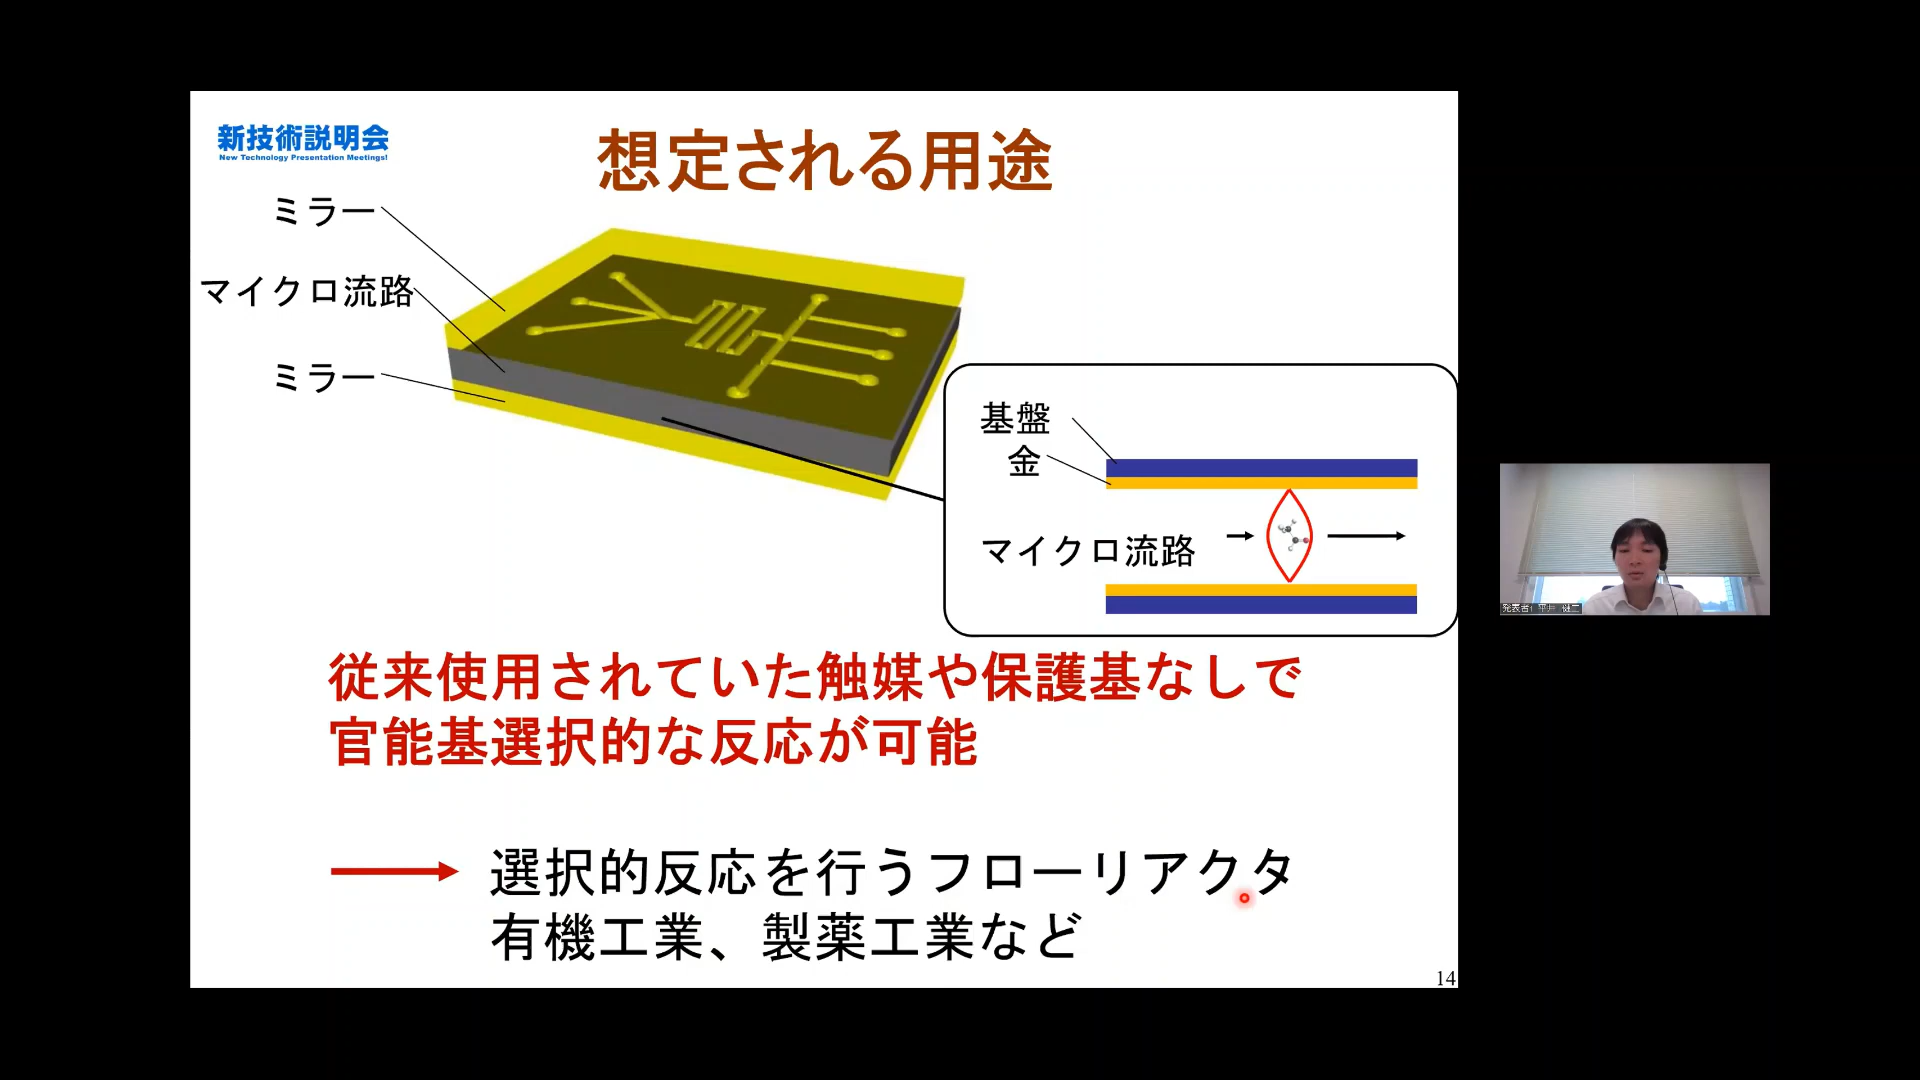 新技術説明会
New Technology Presentation Meetings!
想定される用途
ミラー
マイクロ流路
ミラー
基盤
金
マイクロ流路
従来使用されていた触媒や保護基なしで
官能基選択的な反応が可能
選択的反応を行うフローリアクタ
有機工業、製薬工業など
14
発表者